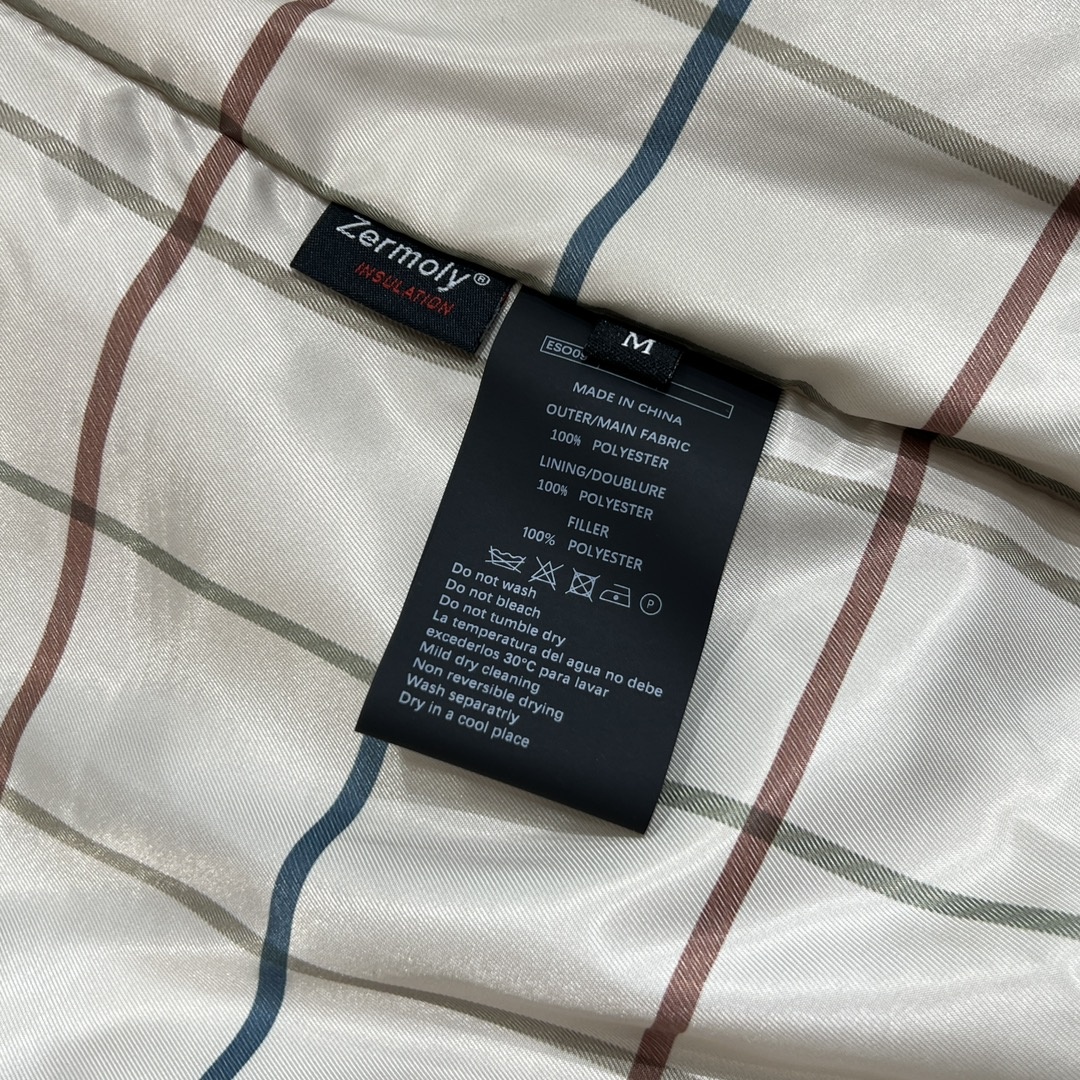 Zermoly®
INSULATION
M
MADE IN CHINA
OUTER/MAIN FABRIC
100% POLYESTER
LINING/DOUBLURE
100% POLYESTER
FILLER
100% POLYESTER
P
Do not wash
Do not bleach
Do not tumble dry
La temperatura del agua no debe
excederlos 30°C para lavar
Mild dry cleaning
Non reversible drying
Wash separatrly
Dry in a cool place